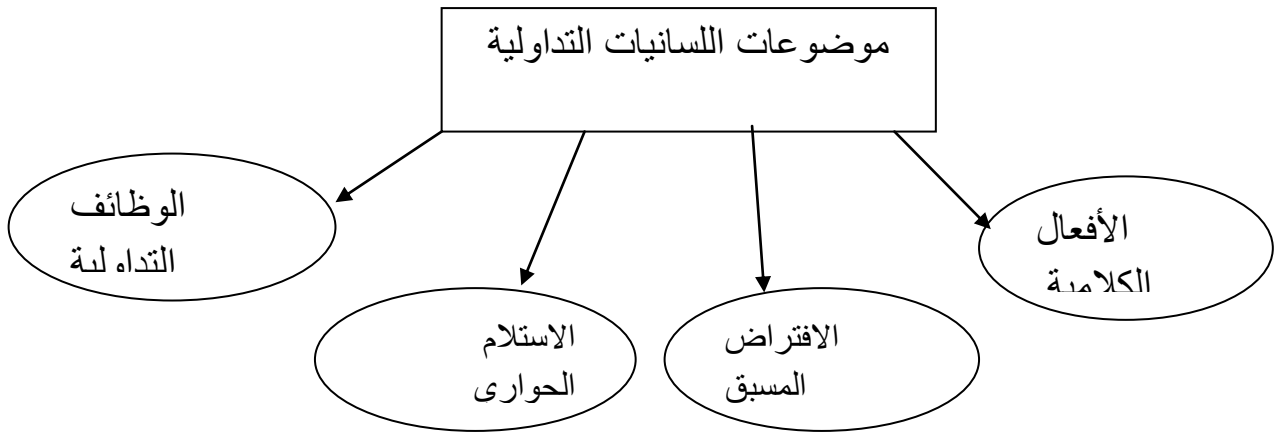 موضوعات اللسانيات التداولية
الأفعال
الكلامية
الافتراض
المسبق
الاستلام
الحوارى
الوظائف
التداولية